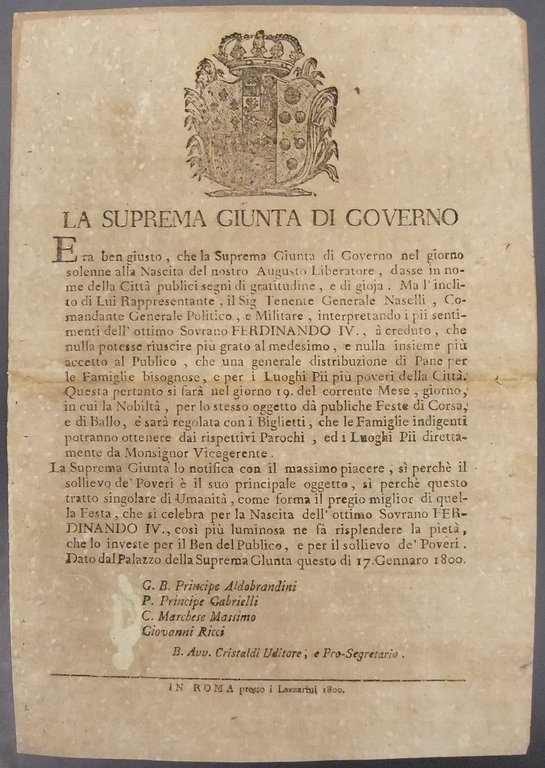 LA SUPREMA GIUNTA DI GOVERNO
Era ben giusto, che la Suprema Giunta di Governo nel giorno
solenne alla Nascita del nostro Augusto Liberatore, dasse in no-
me della Città publici segni di gratitudine, e di gioja. Ma l'incli-
to di Lui Rappresentante, il Sig Tenente Generale Naselli, Co-
mandante Generale Politico, e Militare, interpretando i pii senti-
menti dell'ottimo Sovrano FERDINANDO IV., à creduto, che
nulla potesse riuscire più grato al medesimo, e nulla insieme più
accetto al Publico, che una generale distribuzione di Pane per
le Famiglie bisognose, e per i Luoghi Pii più poveri della Città.
Questa pertanto si farà nel giorno 19. del corrente Mese, giorno,
in cui la Nobiltà, per lo stesso oggetto dà publiche Feste di Corsa,
e di Ballo, e sarà regolata con i Biglietti, che le Famiglie indigenti
potranno ottenere dai rispettivi Parochi, ed i Luoghi Pii diretta-
mente da Monsignor Vicegerente.
La Suprema Giunta lo notifica con il massimo piacere, sì perchè il
sollievo de' Poveri è il suo principale oggetto, sì perchè questo
tratto singolare di Umanità, come forma il pregio miglior di quel-
la Festa, che si celebra per la Nascita dell'ottimo Sovrano FER-
DINANDO IV., così più luminosa ne fà risplendere la pietà,
che lo investe per il Ben del Publico, e per il sollievo de' Poveri.
Dato dal Palazzo della Suprema GIunta questo dì 17. Gennaro 1800.
G. B. Principe Aldobrandini
P. Principe Gabrielli
C. Marchese Massimo
Giovanni Ricci
B. Avv. Cristaldi Uditore, e Pro-Segretario.
IN ROMA presso i Lazzarini 1800.